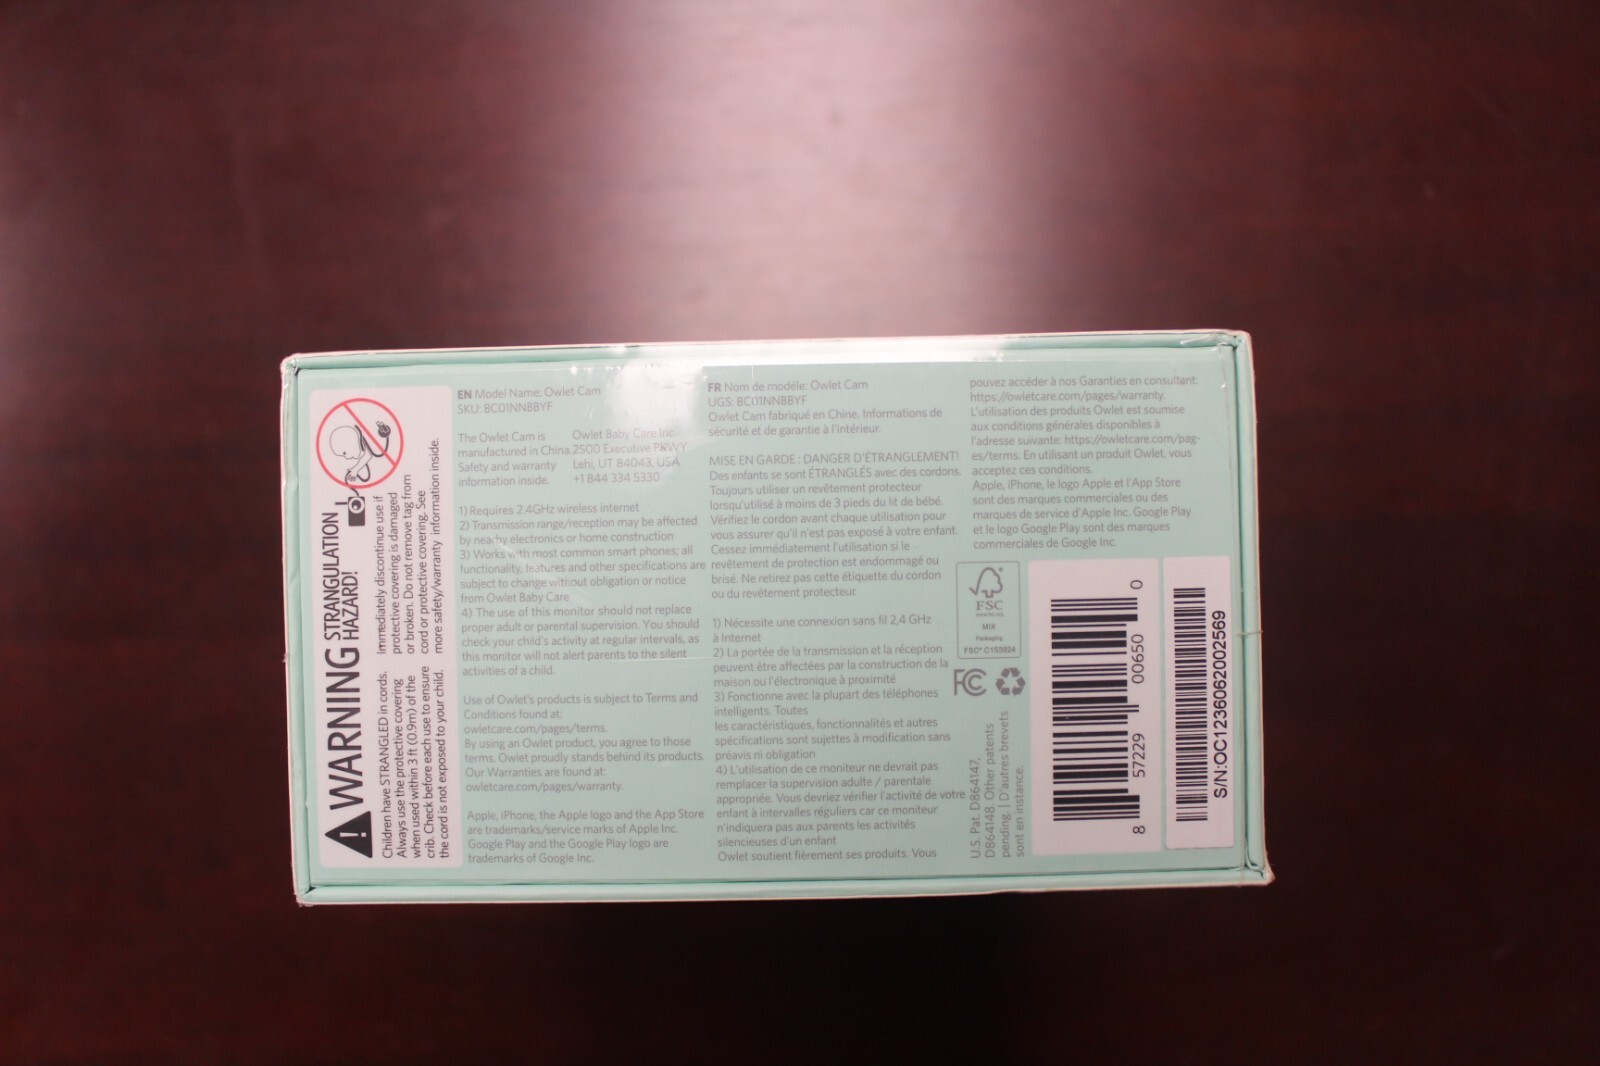 WARNING
STRANGULATION
HAZARD!
Children have STRANGLED in cords.
Always use the protective covering
when used within 3 ft (0.9m) of the
crib. Check before each use to ensure
the cord is not exposed to your child.
Immediately discontinue use if
protective covering is damaged
or broken. Do not remove tag from
cord or protective covering. See
more safety/warranty information inside.
EN Model Name: Owlet Cam
SKU: BC01NNBBYF
The Owlet Cam is
manufactured in China.
Safety and warranty
information inside.
Owlet Baby Care Inc.
2500 Executive PKWY
Lehi, UT 84043, USA
+1 844 334 5330
1) Requires 2.4GHz wireless internet
2) Transmission range/reception may be affected
by nearby electronics or home construction
3) Works with most common smart phones; all
functionality, features and other specifications are
subject to change without obligation or notice
from Owlet Baby Care
4) The use of this monitor should not replace
proper adult or parental supervision. You should
check your child's activity at regular intervals, as
this monitor will not alert parents to the silent
activities of a child.
Use of Owlet's products is subject to Terms and
Conditions found at:
owletcare.com/pages/terms.
By using an Owlet product, you agree to those
terms. Owlet proudly stands behind its products.
Our Warranties are found at:
owletcare.com/pages/warranty.
Apple, iPhone, the Apple logo and the App Store
are trademarks/service marks of Apple Inc.
Google Play and the Google Play logo are
trademarks of Google Inc.
FR Nom de modéle: Owlet Cam
UGS: BC01NNBBYF
Owlet Cam fabriqué en Chine. Informations de
sécurité et de garantie à l'intérieur.
MISE EN GARDE : DANGER D'ÉTRANGLEMENT!
Des enfants se sont ÉTRANGLÉS avec des cordons.
Toujours utiliser un revêtement protecteur
lorsqu'utilisé à moins de 3 pieds du lit de bébé.
Vérifiez le cordon avant chaque utilisation pour
vous assurer qu'il n'est pas exposé à votre enfant.
Cessez immédiatement l'utilisation si le
revêtement de protection est endommagé ou
brisé. Ne retirez pas cette étiquette du cordon
ou du revêtement protecteur
1) Nécessite une connexion sans fil 2,4 GHz
à Internet
2) La portée de la transmission et la réception
peuvent être affectées par la construction de la
maison ou l'électronique à proximité
3) Fonctionne avec la plupart des téléphones
intelligents. Toutes
les caractéristiques, fonctionnalités et autres
spécifications sont sujettes à modification sans
préavis ni obligation
4) L'utilisation de ce moniteur ne devrait pas
remplacer la supervision adulte / parentale
appropriée. Vous devriez vérifier l'activité de votre
enfant à intervalles réguliers car ce moniteur
n'indiquera pas aux parents les activités
silencieuses d'un enfant
Owlet soutient fièrement ses produits. Vous
pouvez accéder à nos Garanties en consultant:
https://owletcare.com/pages/warranty.
L'utilisation des produits Owlet est soumise
aux conditions générales disponibles à
l'adresse suivante: https://owletcare.com/pag-
es/terms. En utilisant un produit Owlet, vous
acceptez ces conditions.
Apple, iPhone, le logo Apple et l'App Store
sont des marques commerciales ou des
marques de service d'Apple Inc. Google Play
et le logo Google Play sont des marques
commerciales de Google Inc.
FSC
www.fsc.org
MIX
Packaging
FSC® C153924
FC
U.S. Pat. D864147,
D864148. Other patents
pending. | D'autres brevets
sont en instance.
8 57229 00650 0
S/N:OC1236062002569